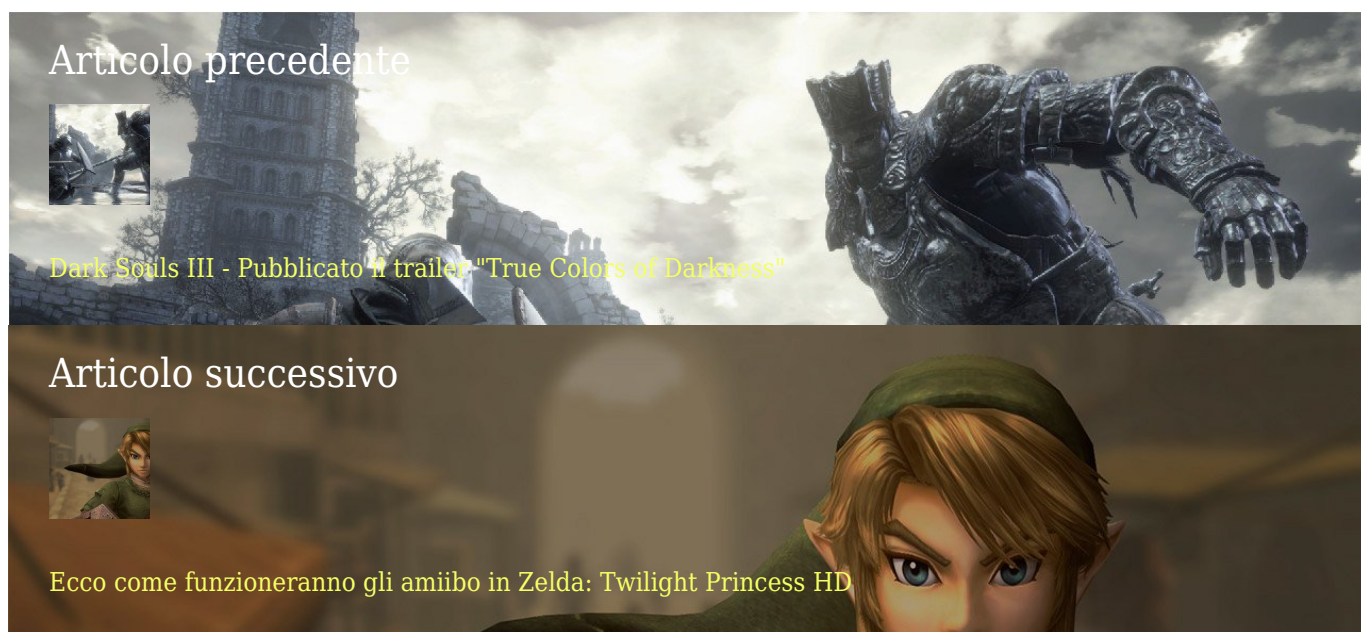 Articolo precedente
Dark Souls III - Pubblicato il trailer "True Colors of Darkness"
Articolo successivo
Ecco come funzioneranno gli amiibo in Zelda: Twilight Princess HD